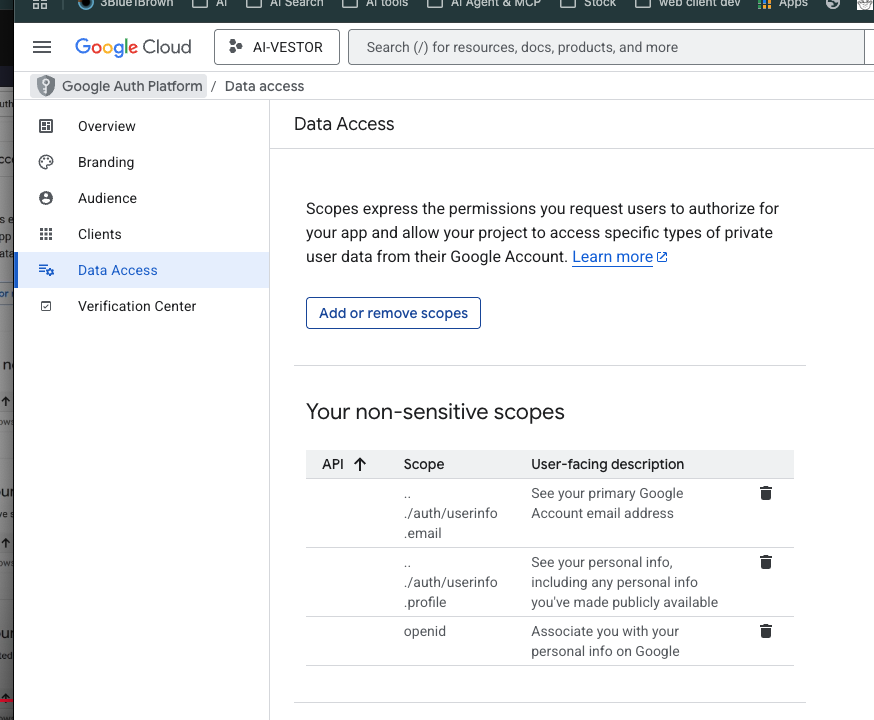 3Blue1Brown AI AI Search AI tools AI Agent & MCP Stock web client dev Apps
Google Cloud AI-VESTOR Search (/) for resources, docs, products, and more
Google Auth Platform / Data access
Overview
Branding
Audience
Clients
Data Access
Verification Center
Data Access
Scopes express the permissions you request users to authorize for
your app and allow your project to access specific types of private
user data from their Google Account. Learn more
Add or remove scopes
Your non-sensitive scopes
API Scope User-facing description
..
./auth/userinfo
.email
See your primary Google
Account email address
..
./auth/userinfo
.profile
See your personal info,
including any personal info
you've made publicly available
openid
Associate you with your
personal info on Google